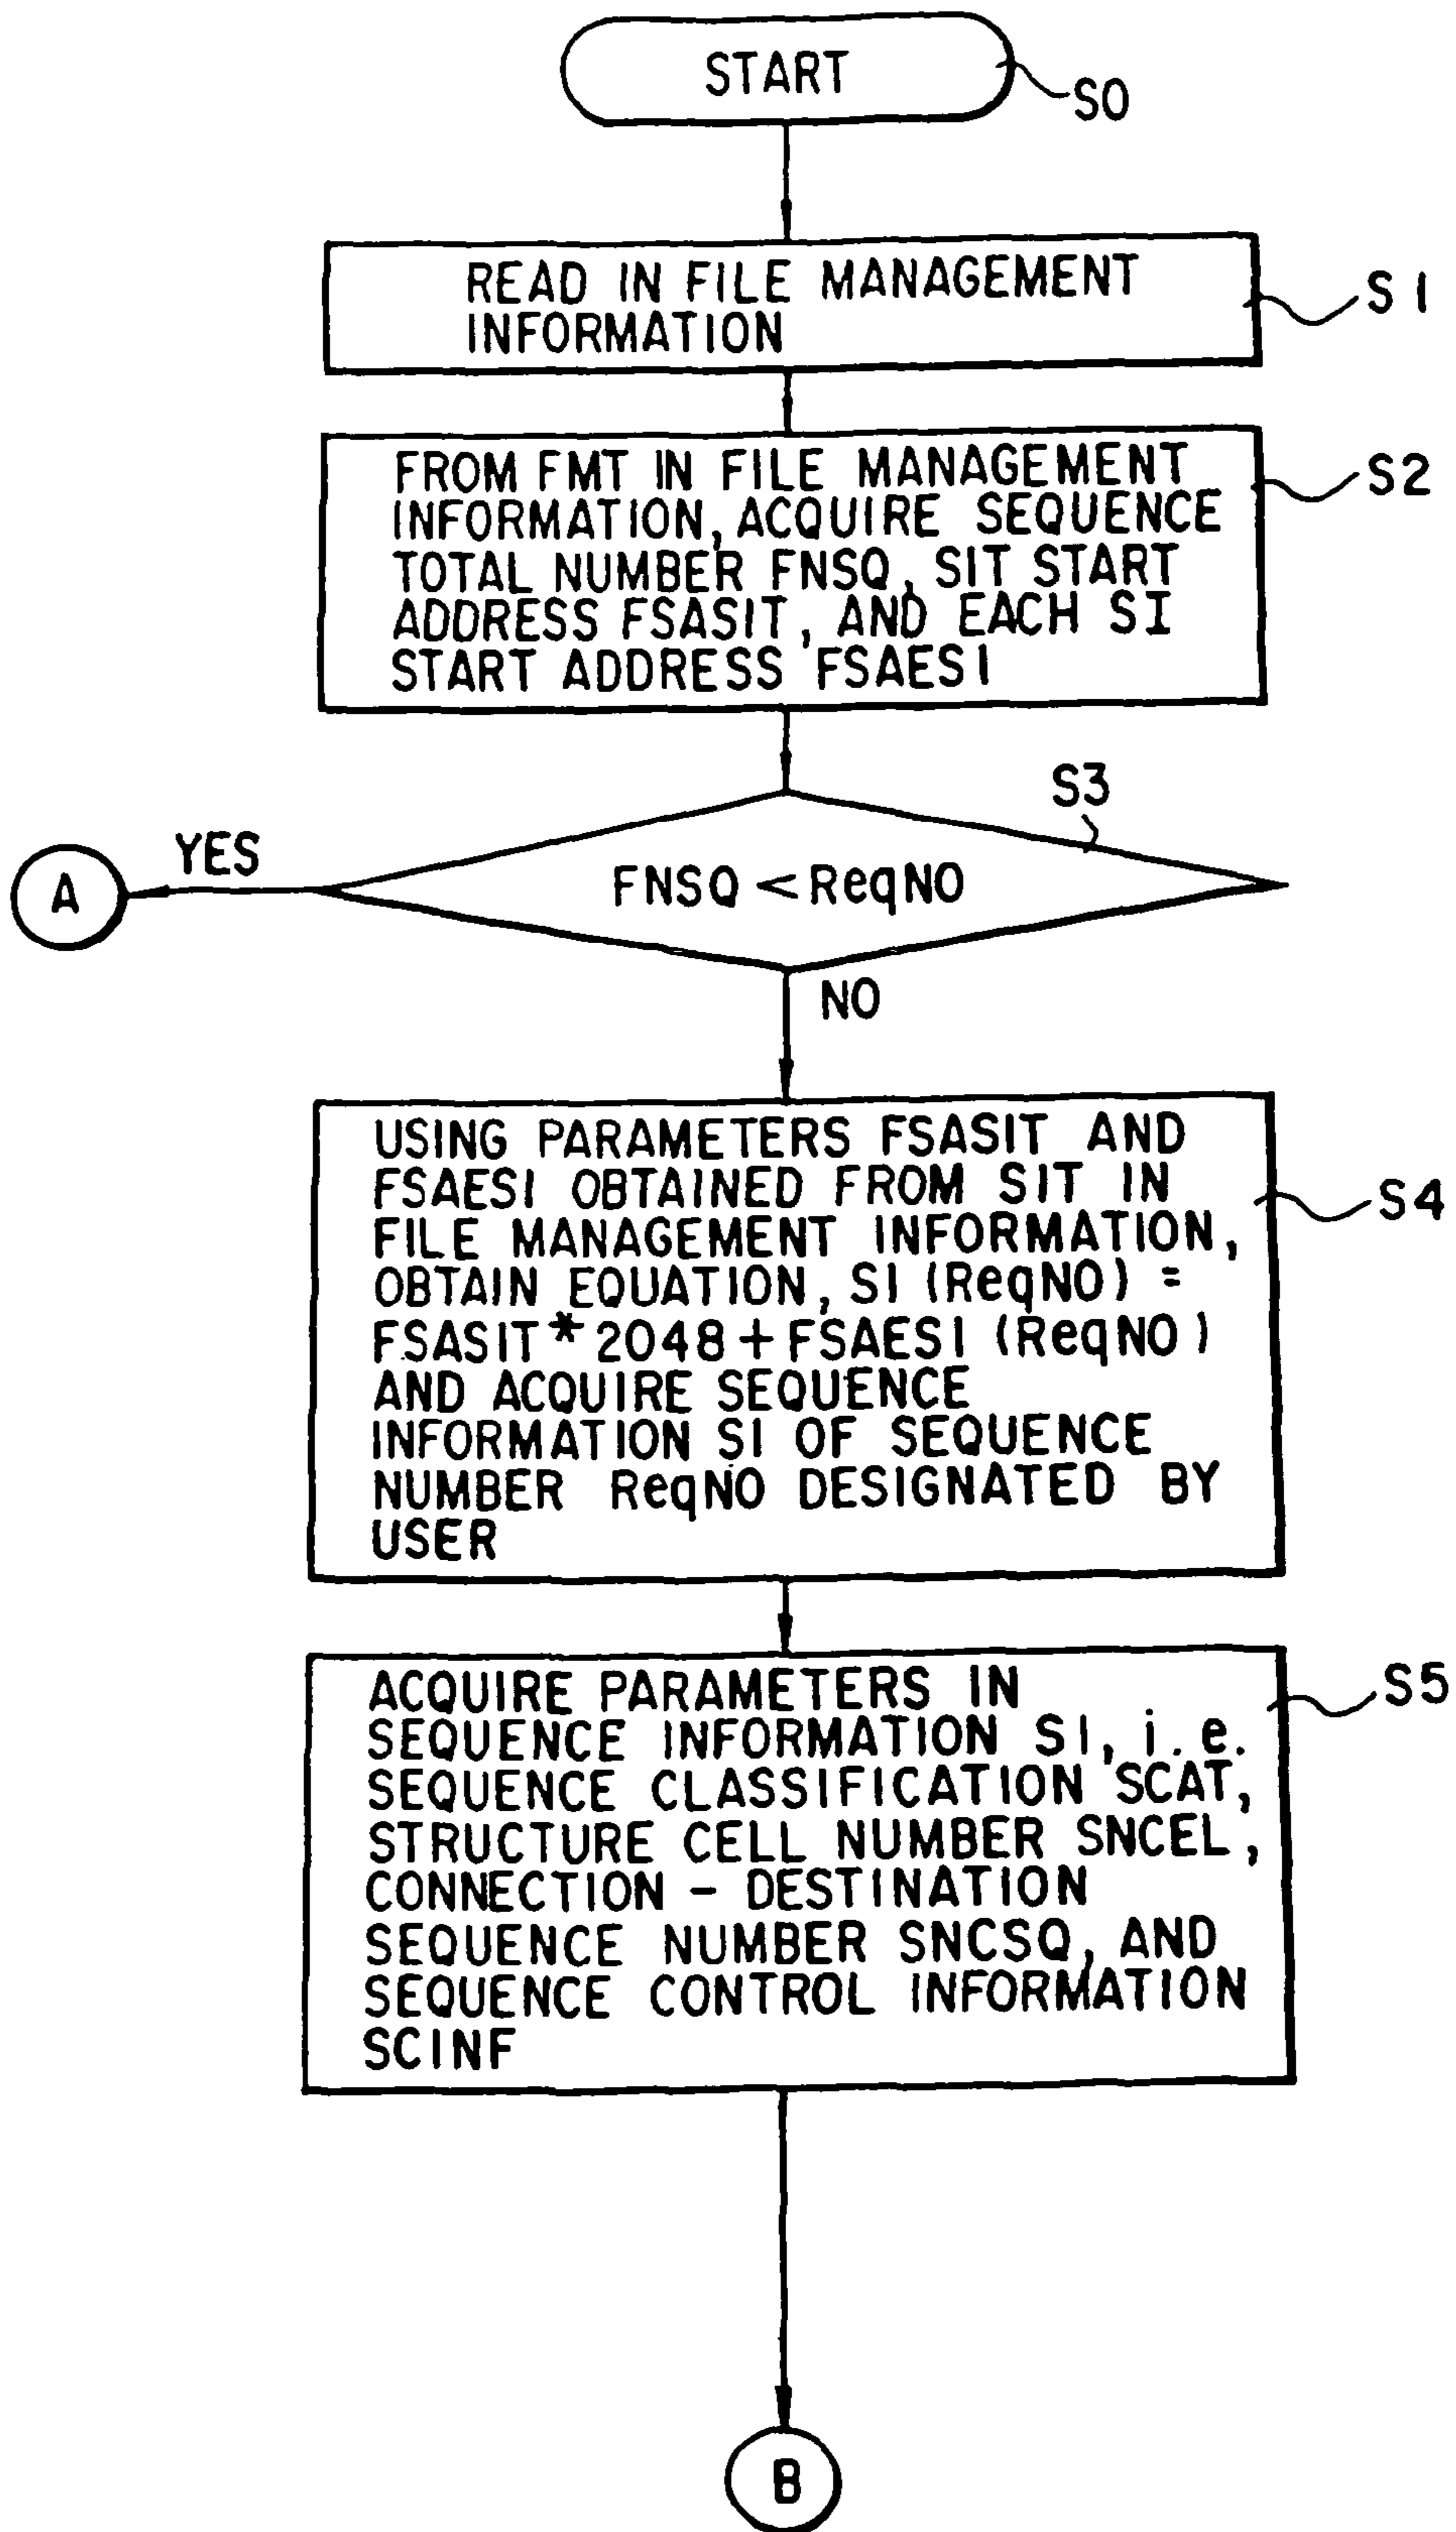 START
S0
READ IN FILE MANAGEMENT
INFORMATION
S1
FROM FMT IN FILE MANAGEMENT
INFORMATION, ACQUIRE SEQUENCE
TOTAL NUMBER FNSQ, SIT START
ADDRESS FSASIT, AND EACH SI
START ADDRESS FSAESI
S2
S3
FNSQ < ReqNO
YES
A
NO
USING PARAMETERS FSASIT AND
FSAESI OBTAINED FROM SIT IN
FILE MANAGEMENT INFORMATION,
OBTAIN EQUATION, SI (ReqNO) =
FSASIT * 2048 + FSAESI (ReqNO)
AND ACQUIRE SEQUENCE
INFORMATION SI OF SEQUENCE
NUMBER ReqNO DESIGNATED BY
USER
S4
ACQUIRE PARAMETERS IN
SEQUENCE INFORMATION SI, i.e.
SEQUENCE CLASSIFICATION SCAT,
STRUCTURE CELL NUMBER SNCEL,
CONNECTION - DESTINATION
SEQUENCE NUMBER SNCSQ, AND
SEQUENCE CONTROL INFORMATION
SCINF
S5
B